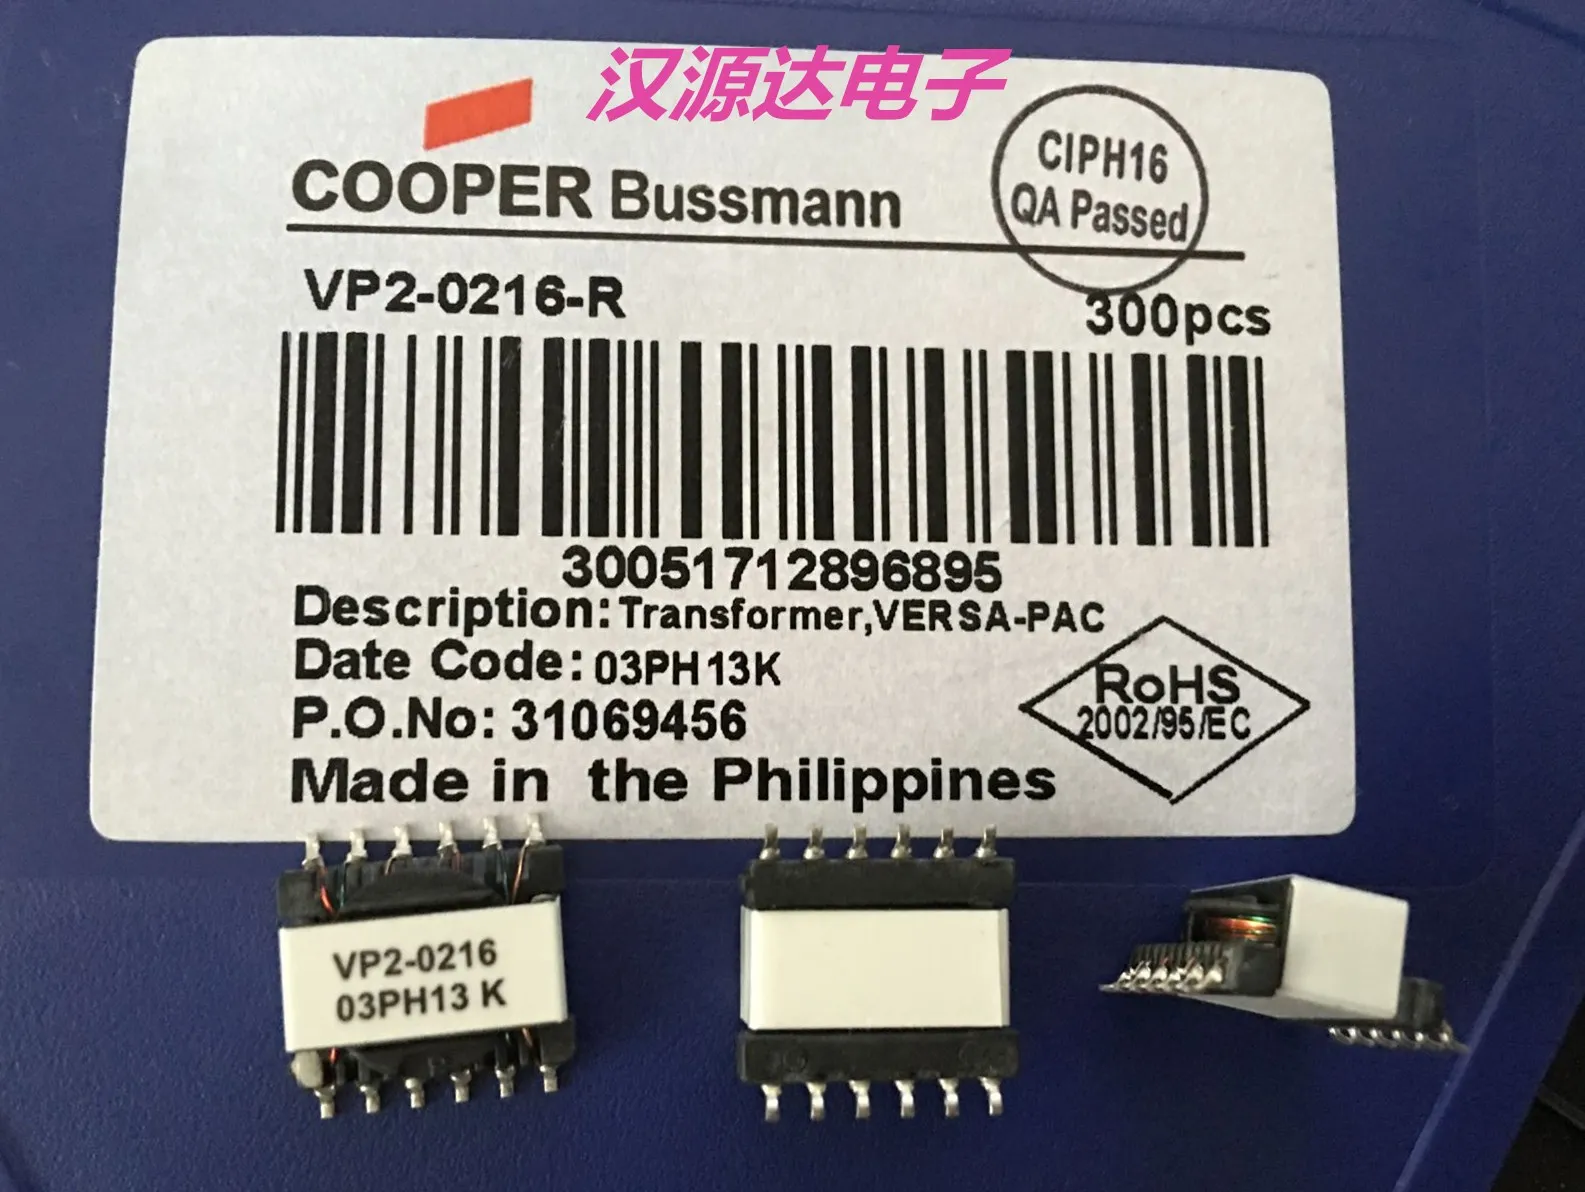 汉源达电子
COOPER Bussmann
CIPH16
QA Passed
VP2-0216-R
300pcs
30051712896895
Description: Transformer,VERSA-PAC
Date Code: 03PH13K
P.O.No: 31069456
Made in the Philippines
RoHS
2002/95/EC
VP2-0216
03PH13 K